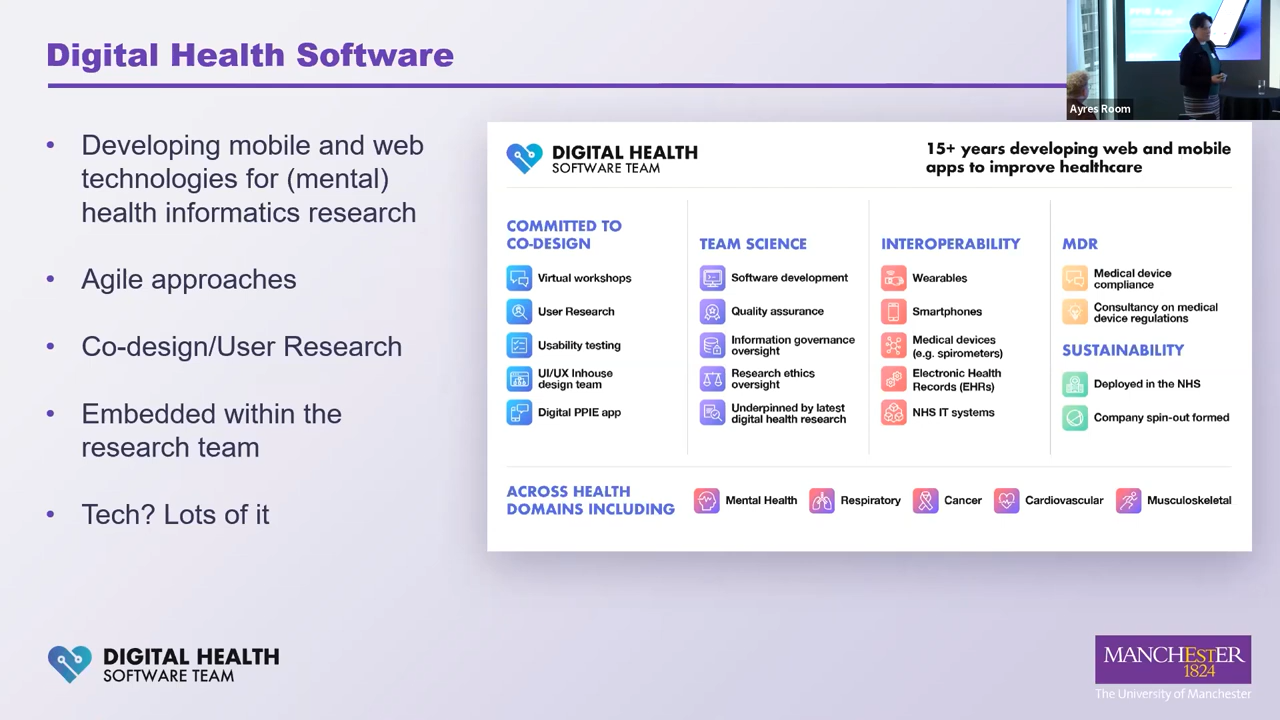 Digital Health Software
Ayres Room
• Developing mobile and web
technologies for (mental)
health informatics research
• Agile approaches
• Co-design/User Research
• Embedded within the
research team
• Tech? Lots of it
DIGITAL HEALTH
SOFTWARE TEAM
15+ years developing web and mobile
apps to improve healthcare
COMMITTED TO
CO-DESIGN
Virtual workshops
User Research
Usability testing
UI/UX Inhouse
design team
Digital PPIE app
TEAM SCIENCE
Software development
Quality assurance
Information governance
oversight
Research ethics
oversight
Underpinned by latest
digital health research
INTEROPERABILITY
Wearables
Smartphones
Medical devices
(e.g. spirometers)
Electronic Health
Records (EHRs)
NHS IT systems
MDR
Medical device
compliance
Consultancy on medical
device regulations
SUSTAINABILITY
Deployed in the NHS
Company spin-out formed
ACROSS HEALTH
DOMAINS INCLUDING
Mental Health
Respiratory
Cancer
Cardiovascular
Musculoskeletal
DIGITAL HEALTH
SOFTWARE TEAM
MANCHESTER
1824
The University of Manchester